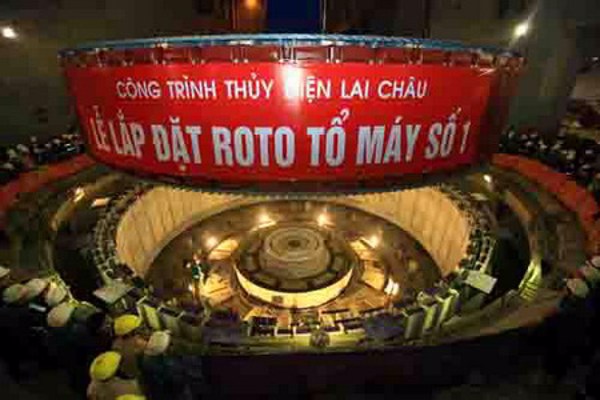 CÔNG TRÌNH THỦY ĐIỆN LAI CHÂU
LỄ LẮP ĐẶT ROTO TỔ MÁY SỐ 1